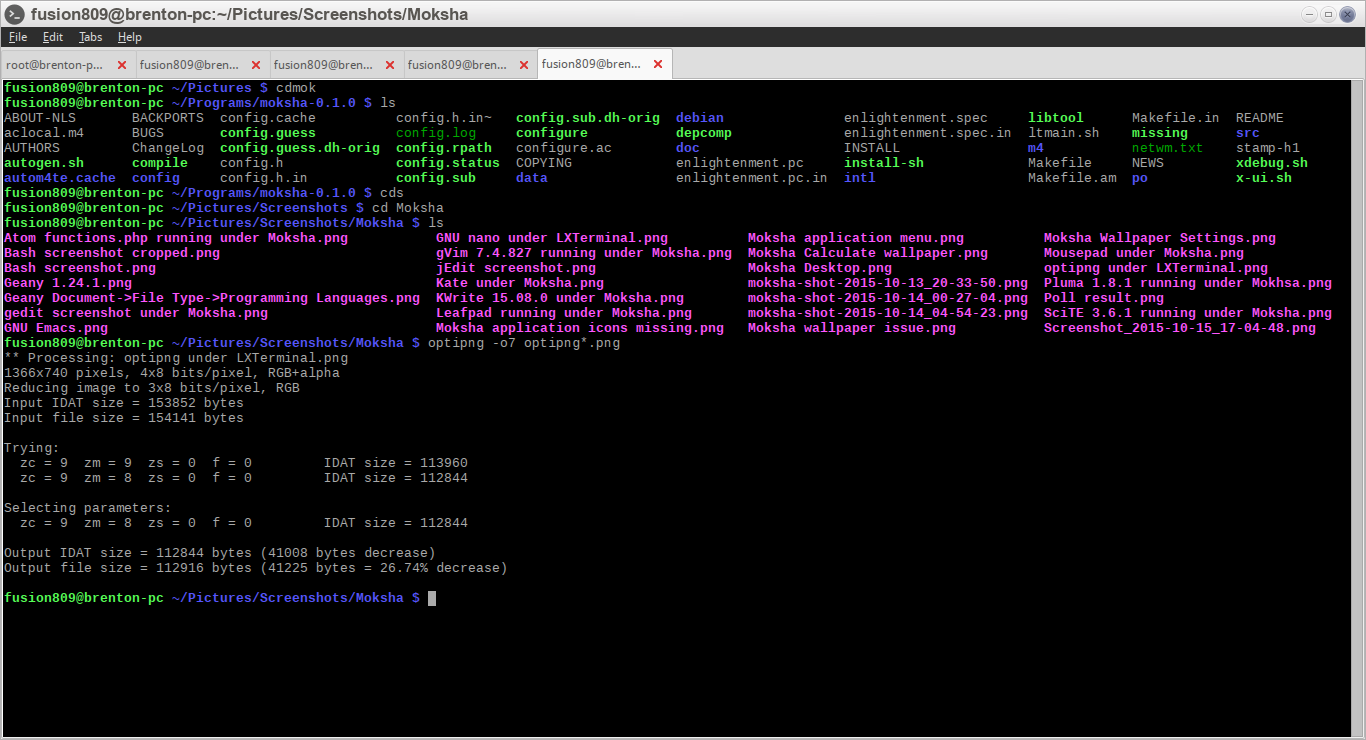 fusion809@brenton-pc:~/Pictures/Screenshots/Moksha
File Edit Tabs Help
root@brenton-p... fusion809@bren... fusion809@bren... fusion809@bren... fusion809@bren...
fusion809@brenton-pc ~/Pictures $ cdmok
fusion809@brenton-pc ~/Programs/moksha-0.1.0 $ ls
ABOUT-NLS BACKPORTS config.cache config.h.in~ config.sub.dh-orig debian enlightenment.spec libtool Makefile.in README
aclocal.m4 BUGS config.guess config.log configure depcomp enlightenment.spec.in ltmain.sh missing src
AUTHORS ChangeLog config.guess.dh-orig config.rpath configure.ac doc INSTALL m4 netwm.txt stamp-h1
autogen.sh compile config.h config.status COPYING enlightenment.pc install-sh Makefile NEWS xdebug.sh
autom4te.cache config config.h.in config.sub data enlightenment.pc.in intl Makefile.am po x-ui.sh
fusion809@brenton-pc ~/Programs/moksha-0.1.0 $ cds
fusion809@brenton-pc ~/Pictures/Screenshots $ cd Moksha
fusion809@brenton-pc ~/Pictures/Screenshots/Moksha $ ls
Atom functions.php running under Moksha.png GNU nano under LXTerminal.png Moksha application menu.png Moksha Wallpaper Settings.png
Bash screenshot cropped.png gVim 7.4.827 running under Moksha.png Moksha Calculate wallpaper.png Mousepad under Moksha.png
Bash screenshot.png jEdit screenshot.png Moksha Desktop.png optipng under LXTerminal.png
Geany 1.24.1.png Kate under Moksha.png moksha-shot-2015-10-13_20-33-50.png Pluma 1.8.1 running under Mokhsa.png
Geany Document->File Type->Programming Languages.png KWrite 15.08.0 under Moksha.png moksha-shot-2015-10-14_00-27-04.png Poll result.png
gedit screenshot under Moksha.png Leafpad running under Moksha.png moksha-shot-2015-10-14_04-54-23.png SciTE 3.6.1 running under Moksha.png
GNU Emacs.png Moksha application icons missing.png Moksha wallpaper issue.png Screenshot_2015-10-15_17-04-48.png
fusion809@brenton-pc ~/Pictures/Screenshots/Moksha $ optipng -o7 optipng*.png
** Processing: optipng under LXTerminal.png
1366x740 pixels, 4x8 bits/pixel, RGB+alpha
Reducing image to 3x8 bits/pixel, RGB
Input IDAT size = 153852 bytes
Input file size = 154141 bytes
Trying:
zc = 9 zm = 9 zs = 0 f = 0 IDAT size = 113960
zc = 9 zm = 8 zs = 0 f = 0 IDAT size = 112844
Selecting parameters:
zc = 9 zm = 8 zs = 0 f = 0 IDAT size = 112844
Output IDAT size = 112844 bytes (41008 bytes decrease)
Output file size = 112916 bytes (41225 bytes = 26.74% decrease)
fusion809@brenton-pc ~/Pictures/Screenshots/Moksha $